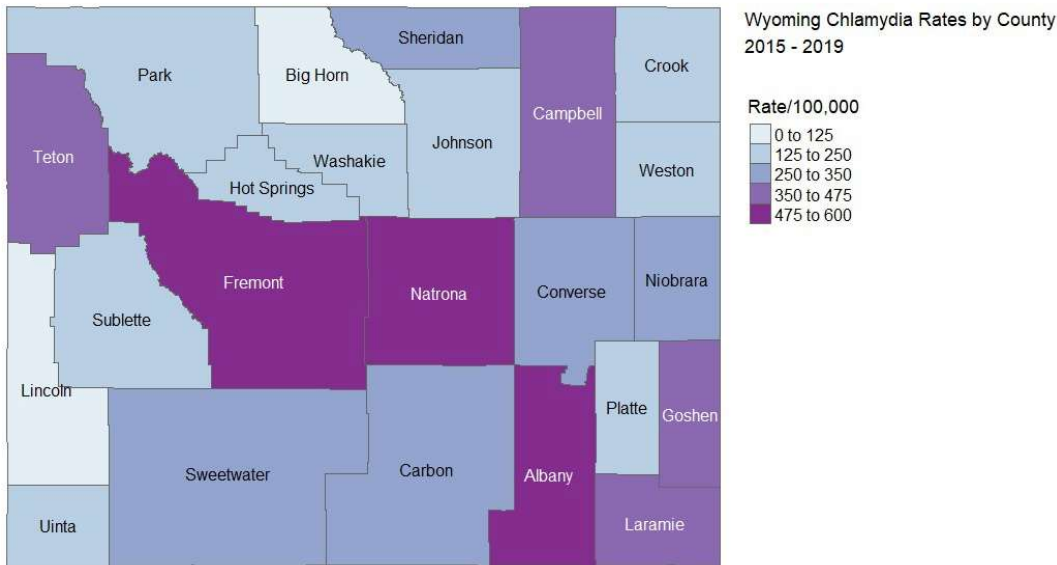 Wyoming Chlamydia Rates by County
2015 - 2019
Rate/100,000
0 to 125
125 to 250
250 to 350
350 to 475
475 to 600
Sheridan
Park
Big Horn
Crook
Campbell
Teton
Washakie
Johnson
Weston
Hot Springs
Fremont
Natrona
Converse
Niobrara
Sublette
Lincoln
Platte
Goshen
Sweetwater
Carbon
Albany
Uinta
Laramie